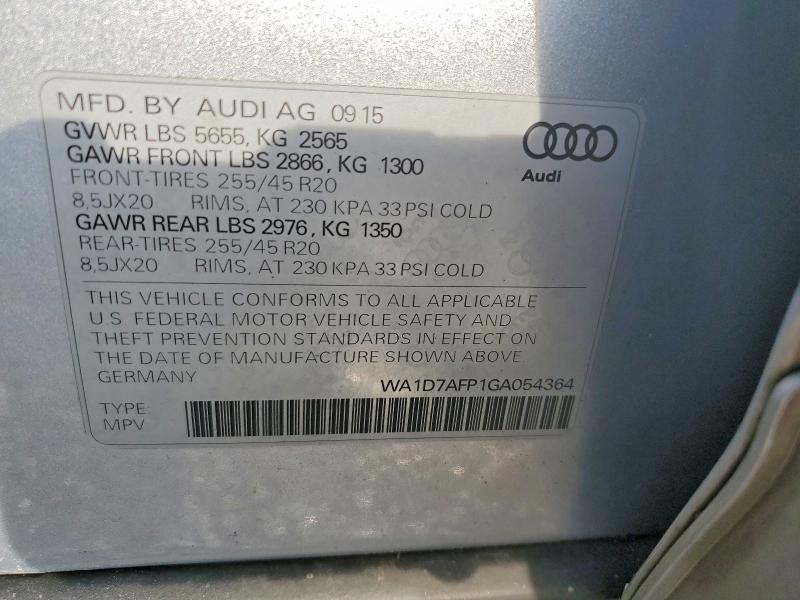 MFD. BY AUDI AG 09 15
GVWR LBS 5655, KG 2565
GAWR FRONT LBS 2866, KG 1300
FRONT-TIRES 255/45 R20
8,5JX20 RIMS, AT 230 KPA 33 PSI COLD
GAWR REAR LBS 2976, KG 1350
REAR-TIRES 255/45 R20
8,5JX20 RIMS, AT 230 KPA 33 PSI COLD
Audi
THIS VEHICLE CONFORMS TO ALL APPLICABLE
U.S. FEDERAL MOTOR VEHICLE SAFETY AND
THEFT PREVENTION STANDARDS IN EFFECT ON
THE DATE OF MANUFACTURE SHOWN ABOVE.
GERMANY WA1D7AFP1GA054364
TYPE:
MPV